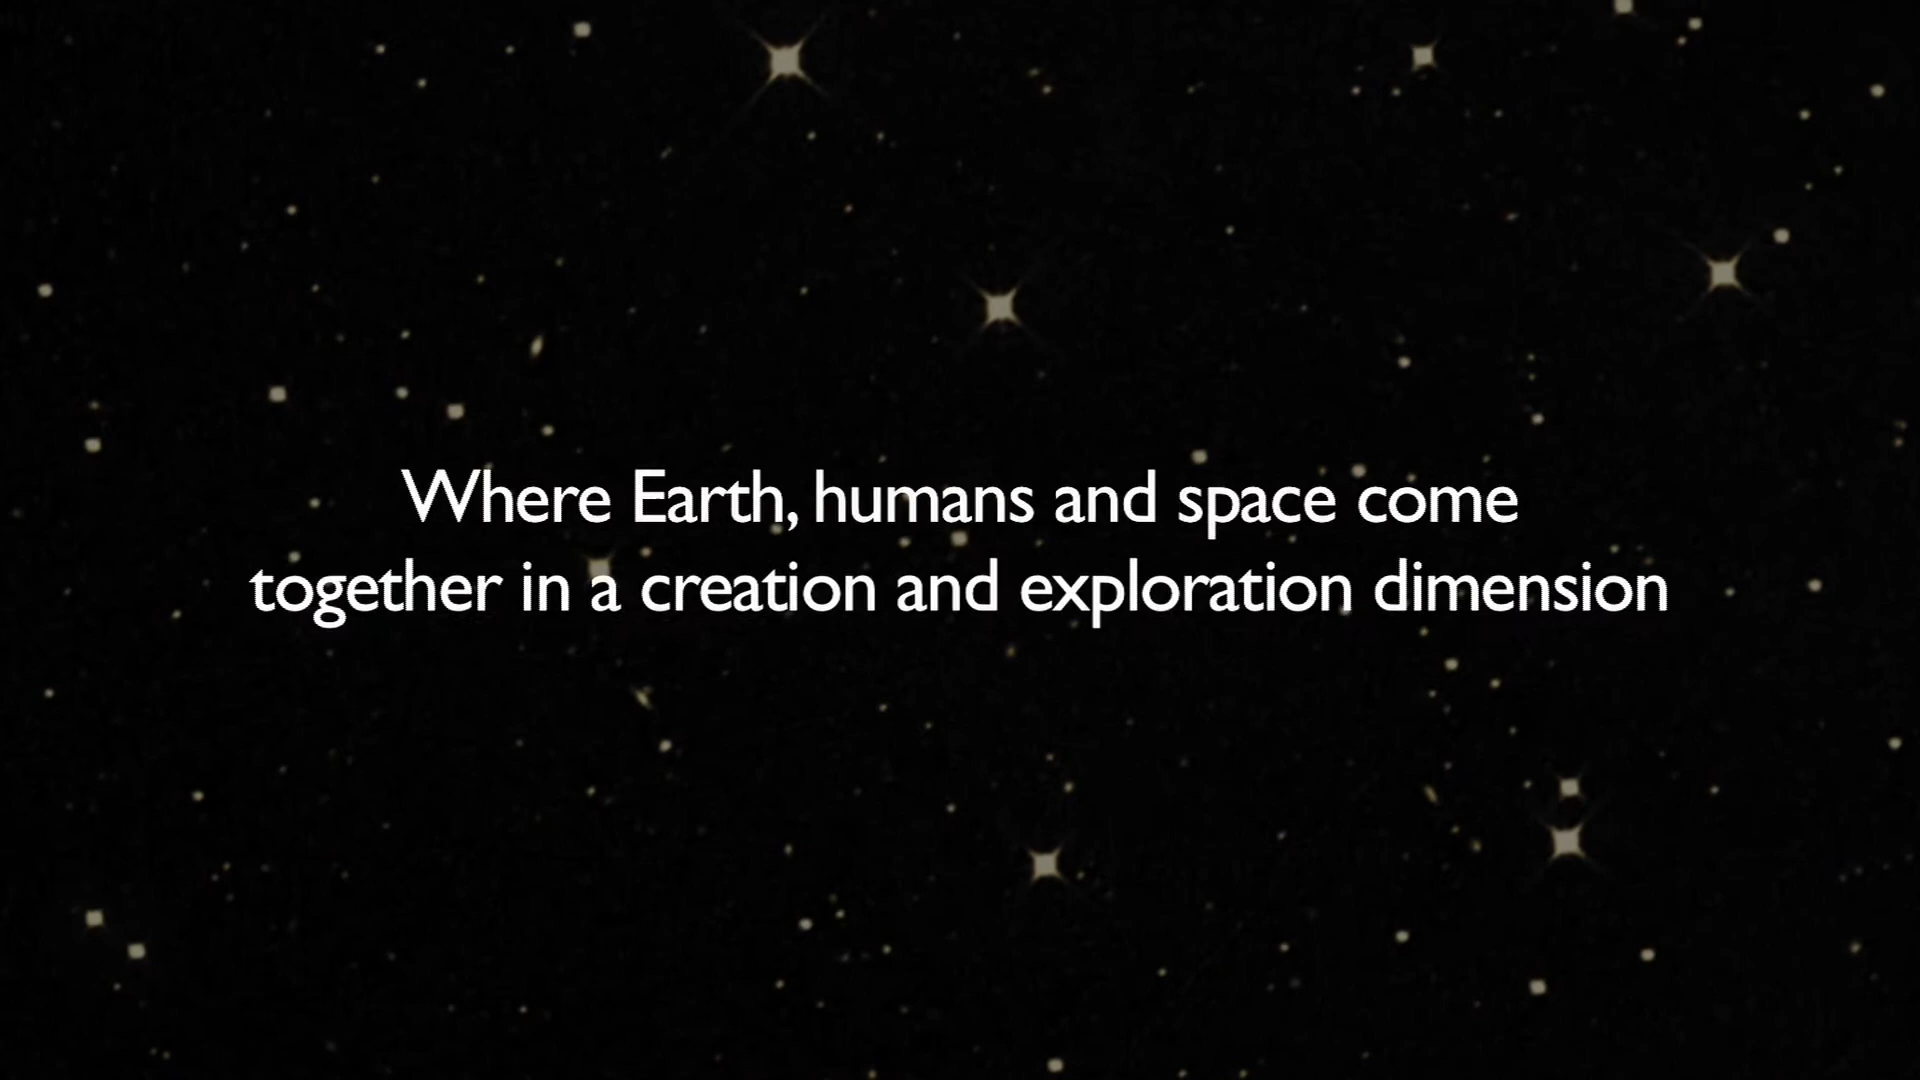 Where Earth, humans and space come
together in a creation and exploration dimension